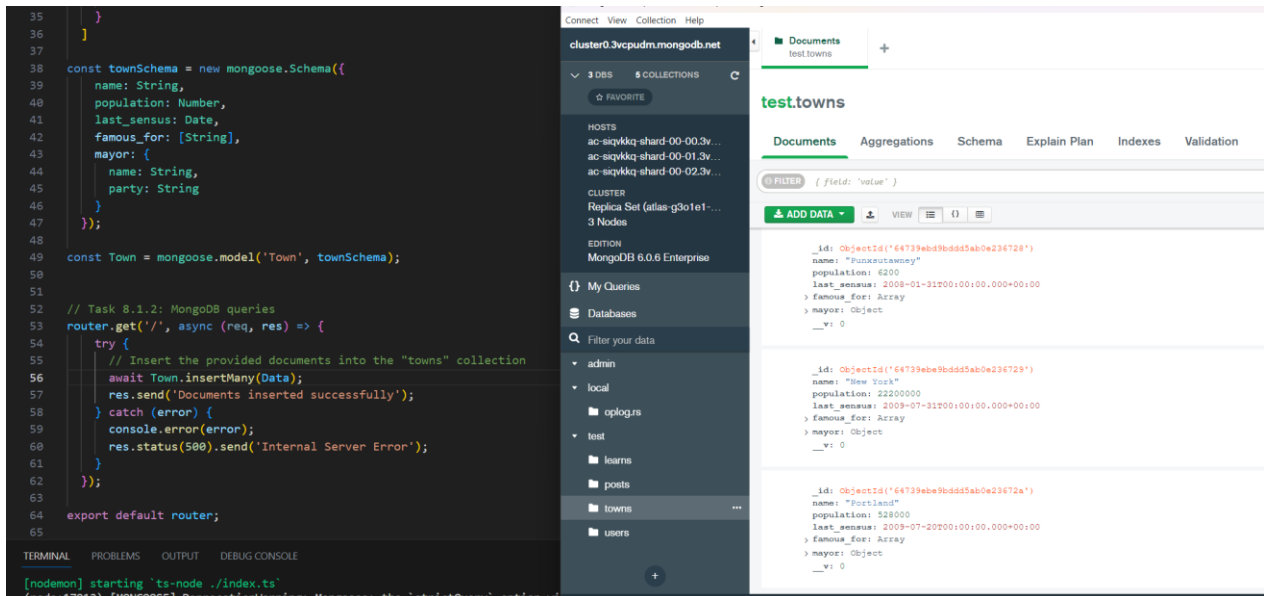 35 }
36 ]
37
38 const townSchema = new mongoose.Schema({
39 name: String,
40 population: Number,
41 last_sensus: Date,
42 famous_for: [String],
43 mayor: {
44 name: String,
45 party: String
46 }
47 });
48
49 const Town = mongoose.model('Town', townSchema);
50
51
52 // Task 8.1.2: MongoDB queries
53 router.get('/', async (req, res) => {
54 try {
55 // Insert the provided documents into the "towns" collection
56 await Town.insertMany(Data);
57 res.send('Documents inserted successfully');
58 } catch (error) {
59 console.error(error);
60 res.status(500).send('Internal Server Error');
61 }
62 });
63
64 export default router;
65
TERMINAL PROBLEMS OUTPUT DEBUG CONSOLE
[nodemon] starting `ts-node ./index.ts`
Connect View Collection Help
cluster0.3vcpudm.mongodb.net
3 DBS 5 COLLECTIONS
FAVORITE
HOSTS
ac-siqvkkq-shard-00-00.3v...
ac-siqvkkq-shard-00-01.3v...
ac-siqvkkq-shard-00-02.3v...
CLUSTER
Replica Set (atlas-g3o1e1-...
3 Nodes
EDITION
MongoDB 6.0.6 Enterprise
{} My Queries
Databases
Filter your data
admin
local
oplog.rs
test
learns
posts
towns ...
users
+
Documents
test.towns
+
test.towns
Documents Aggregations Schema Explain Plan Indexes Validation
FILTER { field: 'value' }
ADD DATA VIEW {}
_id: ObjectId('64739ebd9bddd5ab0e236728')
name: "Punxsutawney"
population: 6200
last_sensus: 2008-01-31T00:00:00.000+00:00
> famous_for: Array
> mayor: Object
__v: 0
_id: ObjectId('64739ebe9bddd5ab0e236729')
name: "New York"
population: 22200000
last_sensus: 2009-07-31T00:00:00.000+00:00
> famous_for: Array
> mayor: Object
__v: 0
_id: ObjectId('64739ebe9bddd5ab0e23672a')
name: "Portland"
population: 528000
last_sensus: 2009-07-20T00:00:00.000+00:00
> famous_for: Array
> mayor: Object
__v: 0